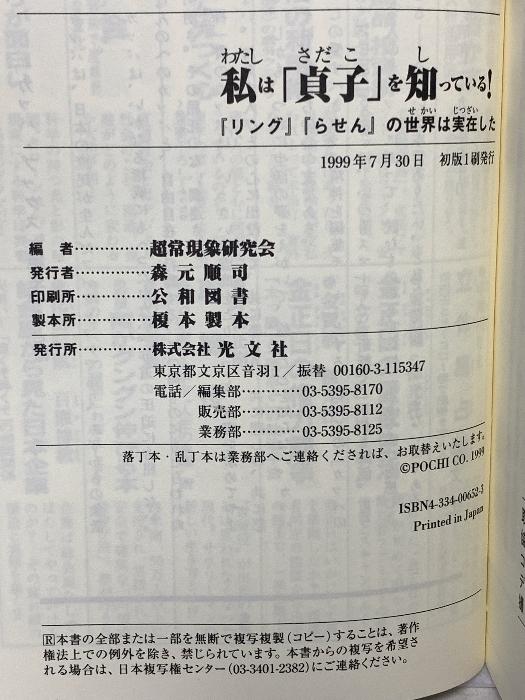 わたし さだこ し
私は「貞子」を知っている!
せかい じつざい
『リング』『らせん』の世界は実在した
1999年7月30日 初版1刷発行
編者……………超常現象研究会
発行者……………森元順司
印刷所……………公和図書
製本所……………榎本製本
発行所……………株式会社 光文社
東京都文京区音羽1／振替 00160-3-115347
電話／編集部…………03-5395-8170
販売部…………03-5395-8112
業務部…………03-5395-8125
落丁本・乱丁本は業務部へご連絡くだされば、お取替えいたします。
©POCHI CO. 1999
ISBN4-334-00652-3
Printed in Japan
R本書の全部または一部を無断で複写複製(コピー)することは、著作
権法上での例外を除き、禁じられています。本書からの複写を希望さ
れる場合は、日本複写権センター(03-3401-2382)にご連絡ください。